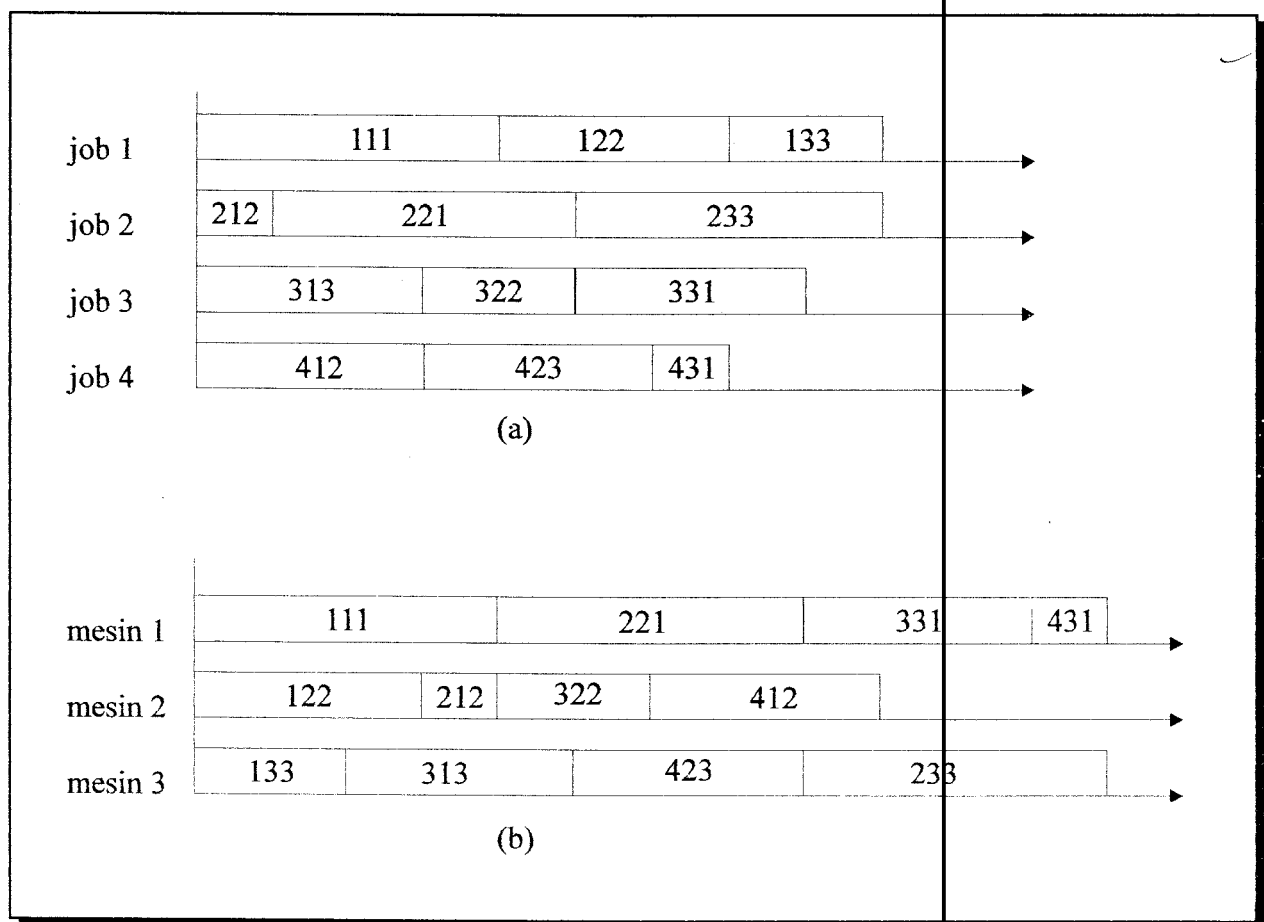 job 1 111 122 133
job 2 212 221 233
job 3 313 322 331
job 4 412 423 431
(a)
mesin 1 111 221 331 431
mesin 2 122 212 322 412
mesin 3 133 313 423 233
(b)